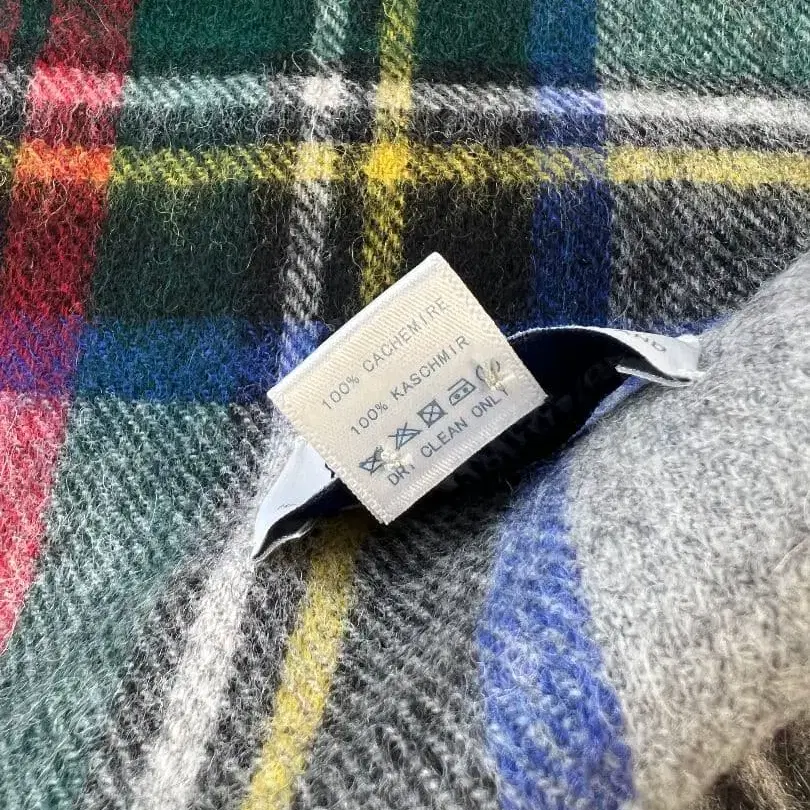 100% CACHEMIRE
100% KASCHMIR
DRY CLEAN ONLY